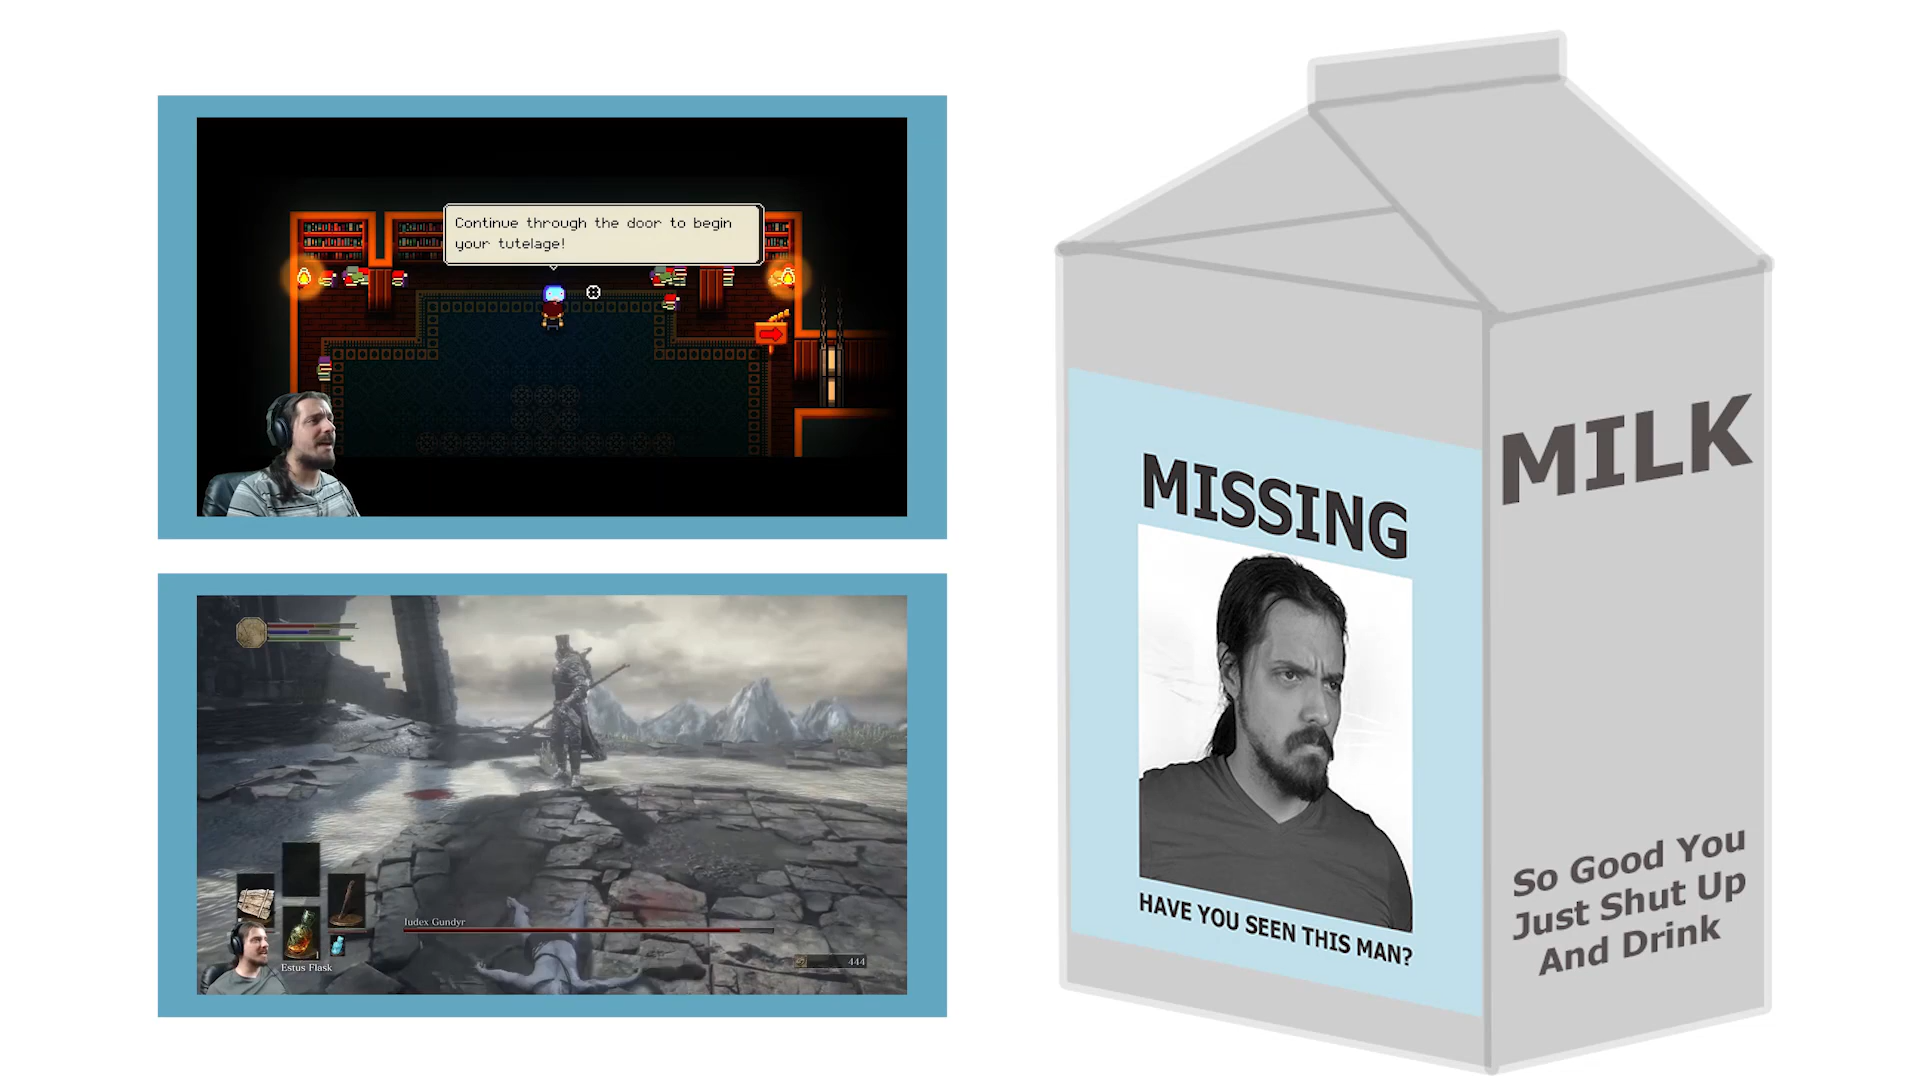 Continue through the door to begin
your tutelage!
Iudex Gundyr
444
1
Estus Flask
MISSING
HAVE YOU SEEN THIS MAN?
MILK
So Good You
Just Shut Up
And Drink